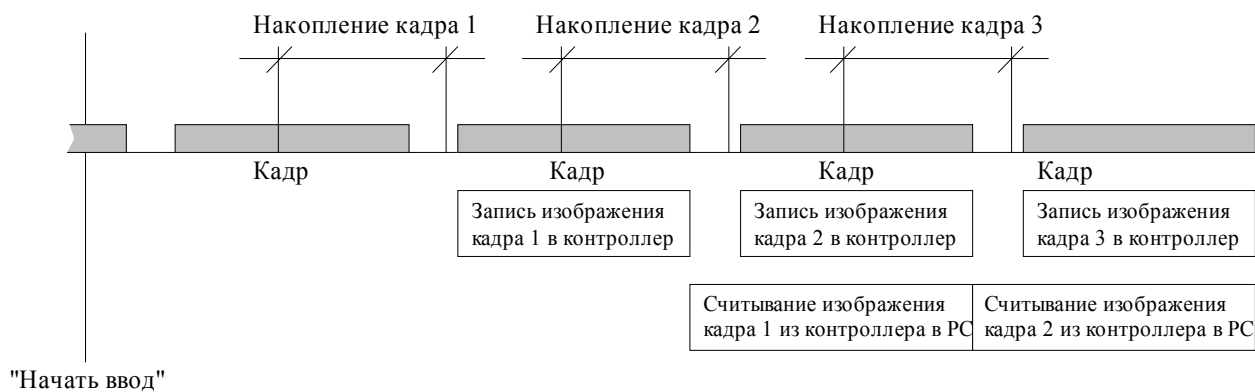 Накопление кадра 1
Накопление кадра 2
Накопление кадра 3
Кадр
Кадр
Кадр
Кадр
Запись изображения
кадра 1 в контроллер
Запись изображения
кадра 2 в контроллер
Запись изображения
кадра 3 в контроллер
Считывание изображения
кадра 1 из контроллера в PC
Считывание изображения
кадра 2 из контроллера в PC
"Начать ввод"